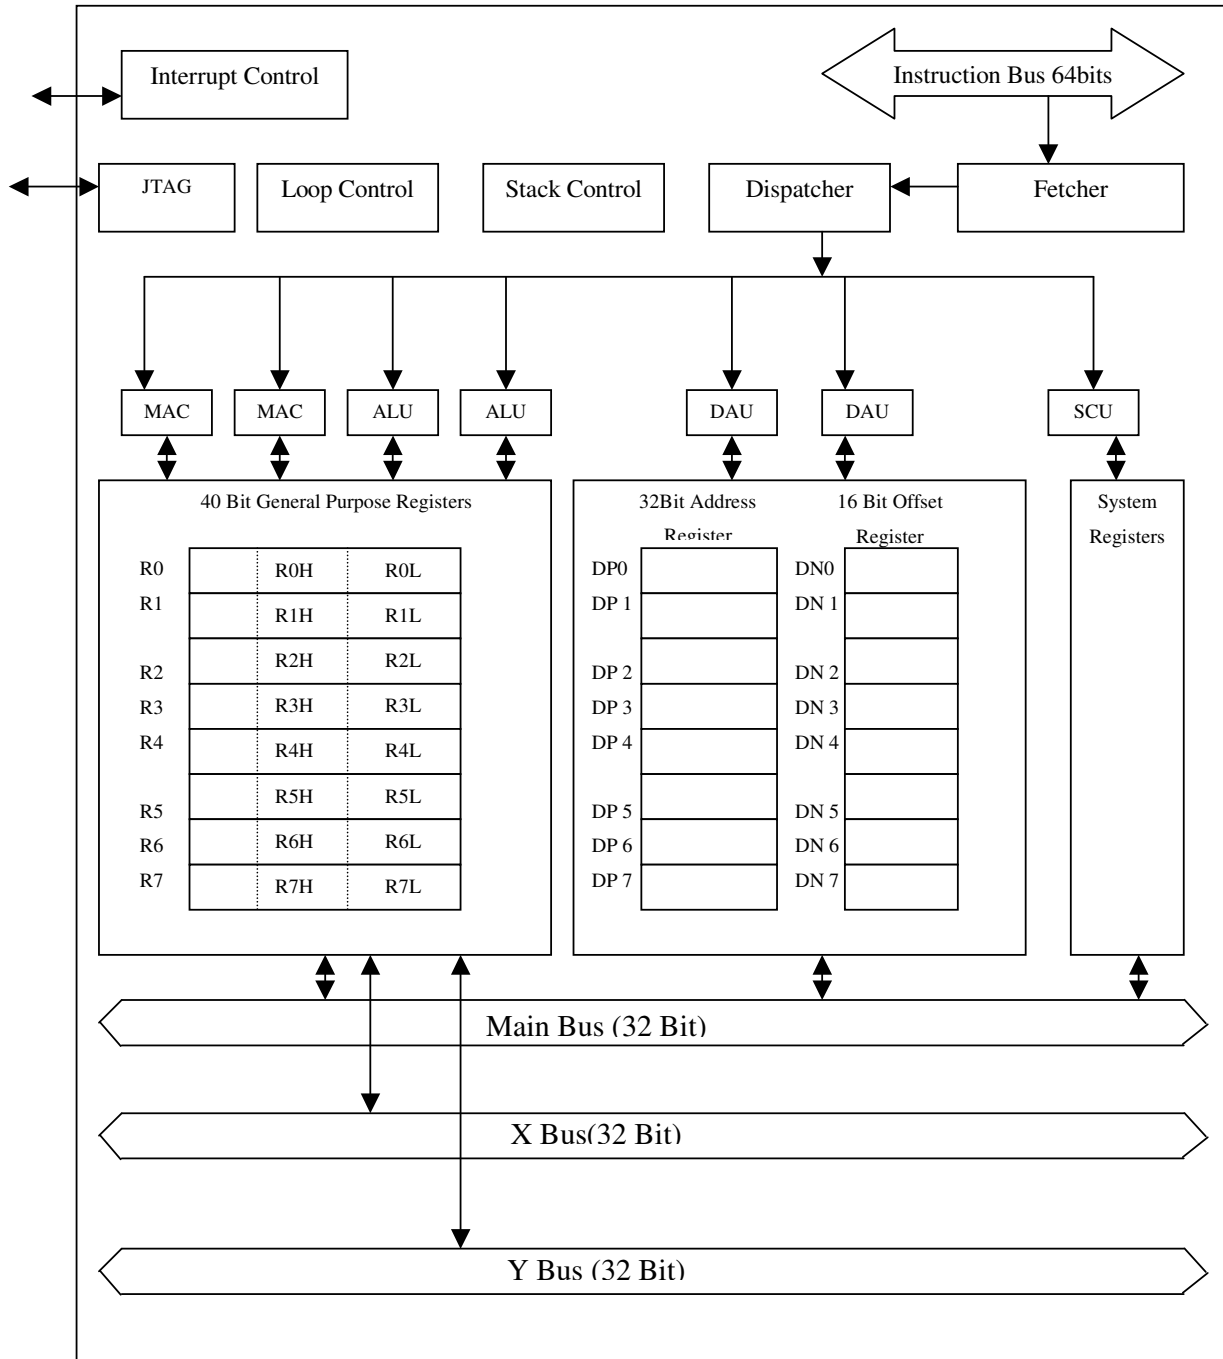 Interrupt Control
Instruction Bus 64bits
JTAG
Loop Control
Stack Control
Dispatcher
Fetcher
MAC
MAC
ALU
ALU
DAU
DAU
SCU
40 Bit General Purpose Registers
R0
R0H R0L
R1
R1H R1L
R2
R2H R2L
R3
R3H R3L
R4
R4H R4L
R5
R5H R5L
R6
R6H R6L
R7
R7H R7L
32Bit Address
Register
DP0
DP 1
DP 2
DP 3
DP 4
DP 5
DP 6
DP 7
16 Bit Offset
Register
DN0
DN 1
DN 2
DN 3
DN 4
DN 5
DN 6
DN 7
System
Registers
Main Bus (32 Bit)
X Bus(32 Bit)
Y Bus (32 Bit)